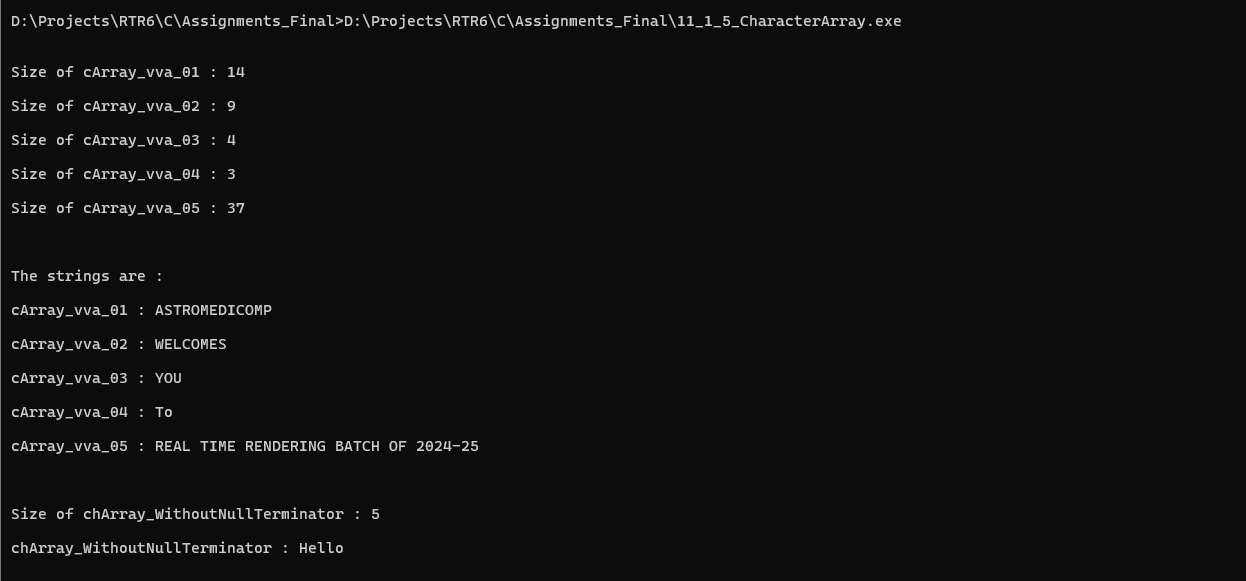 D:\Projects\RTR6\C\Assignments_Final>D:\Projects\RTR6\C\Assignments_Final\11_1_5_CharacterArray.exe
Size of cArray_vva_01 : 14
Size of cArray_vva_02 : 9
Size of cArray_vva_03 : 4
Size of cArray_vva_04 : 3
Size of cArray_vva_05 : 37
The strings are :
cArray_vva_01 : ASTROMEDICOMP
cArray_vva_02 : WELCOMES
cArray_vva_03 : YOU
cArray_vva_04 : To
cArray_vva_05 : REAL TIME RENDERING BATCH OF 2024-25
Size of chArray_WithoutNullTerminator : 5
chArray_WithoutNullTerminator : Hello